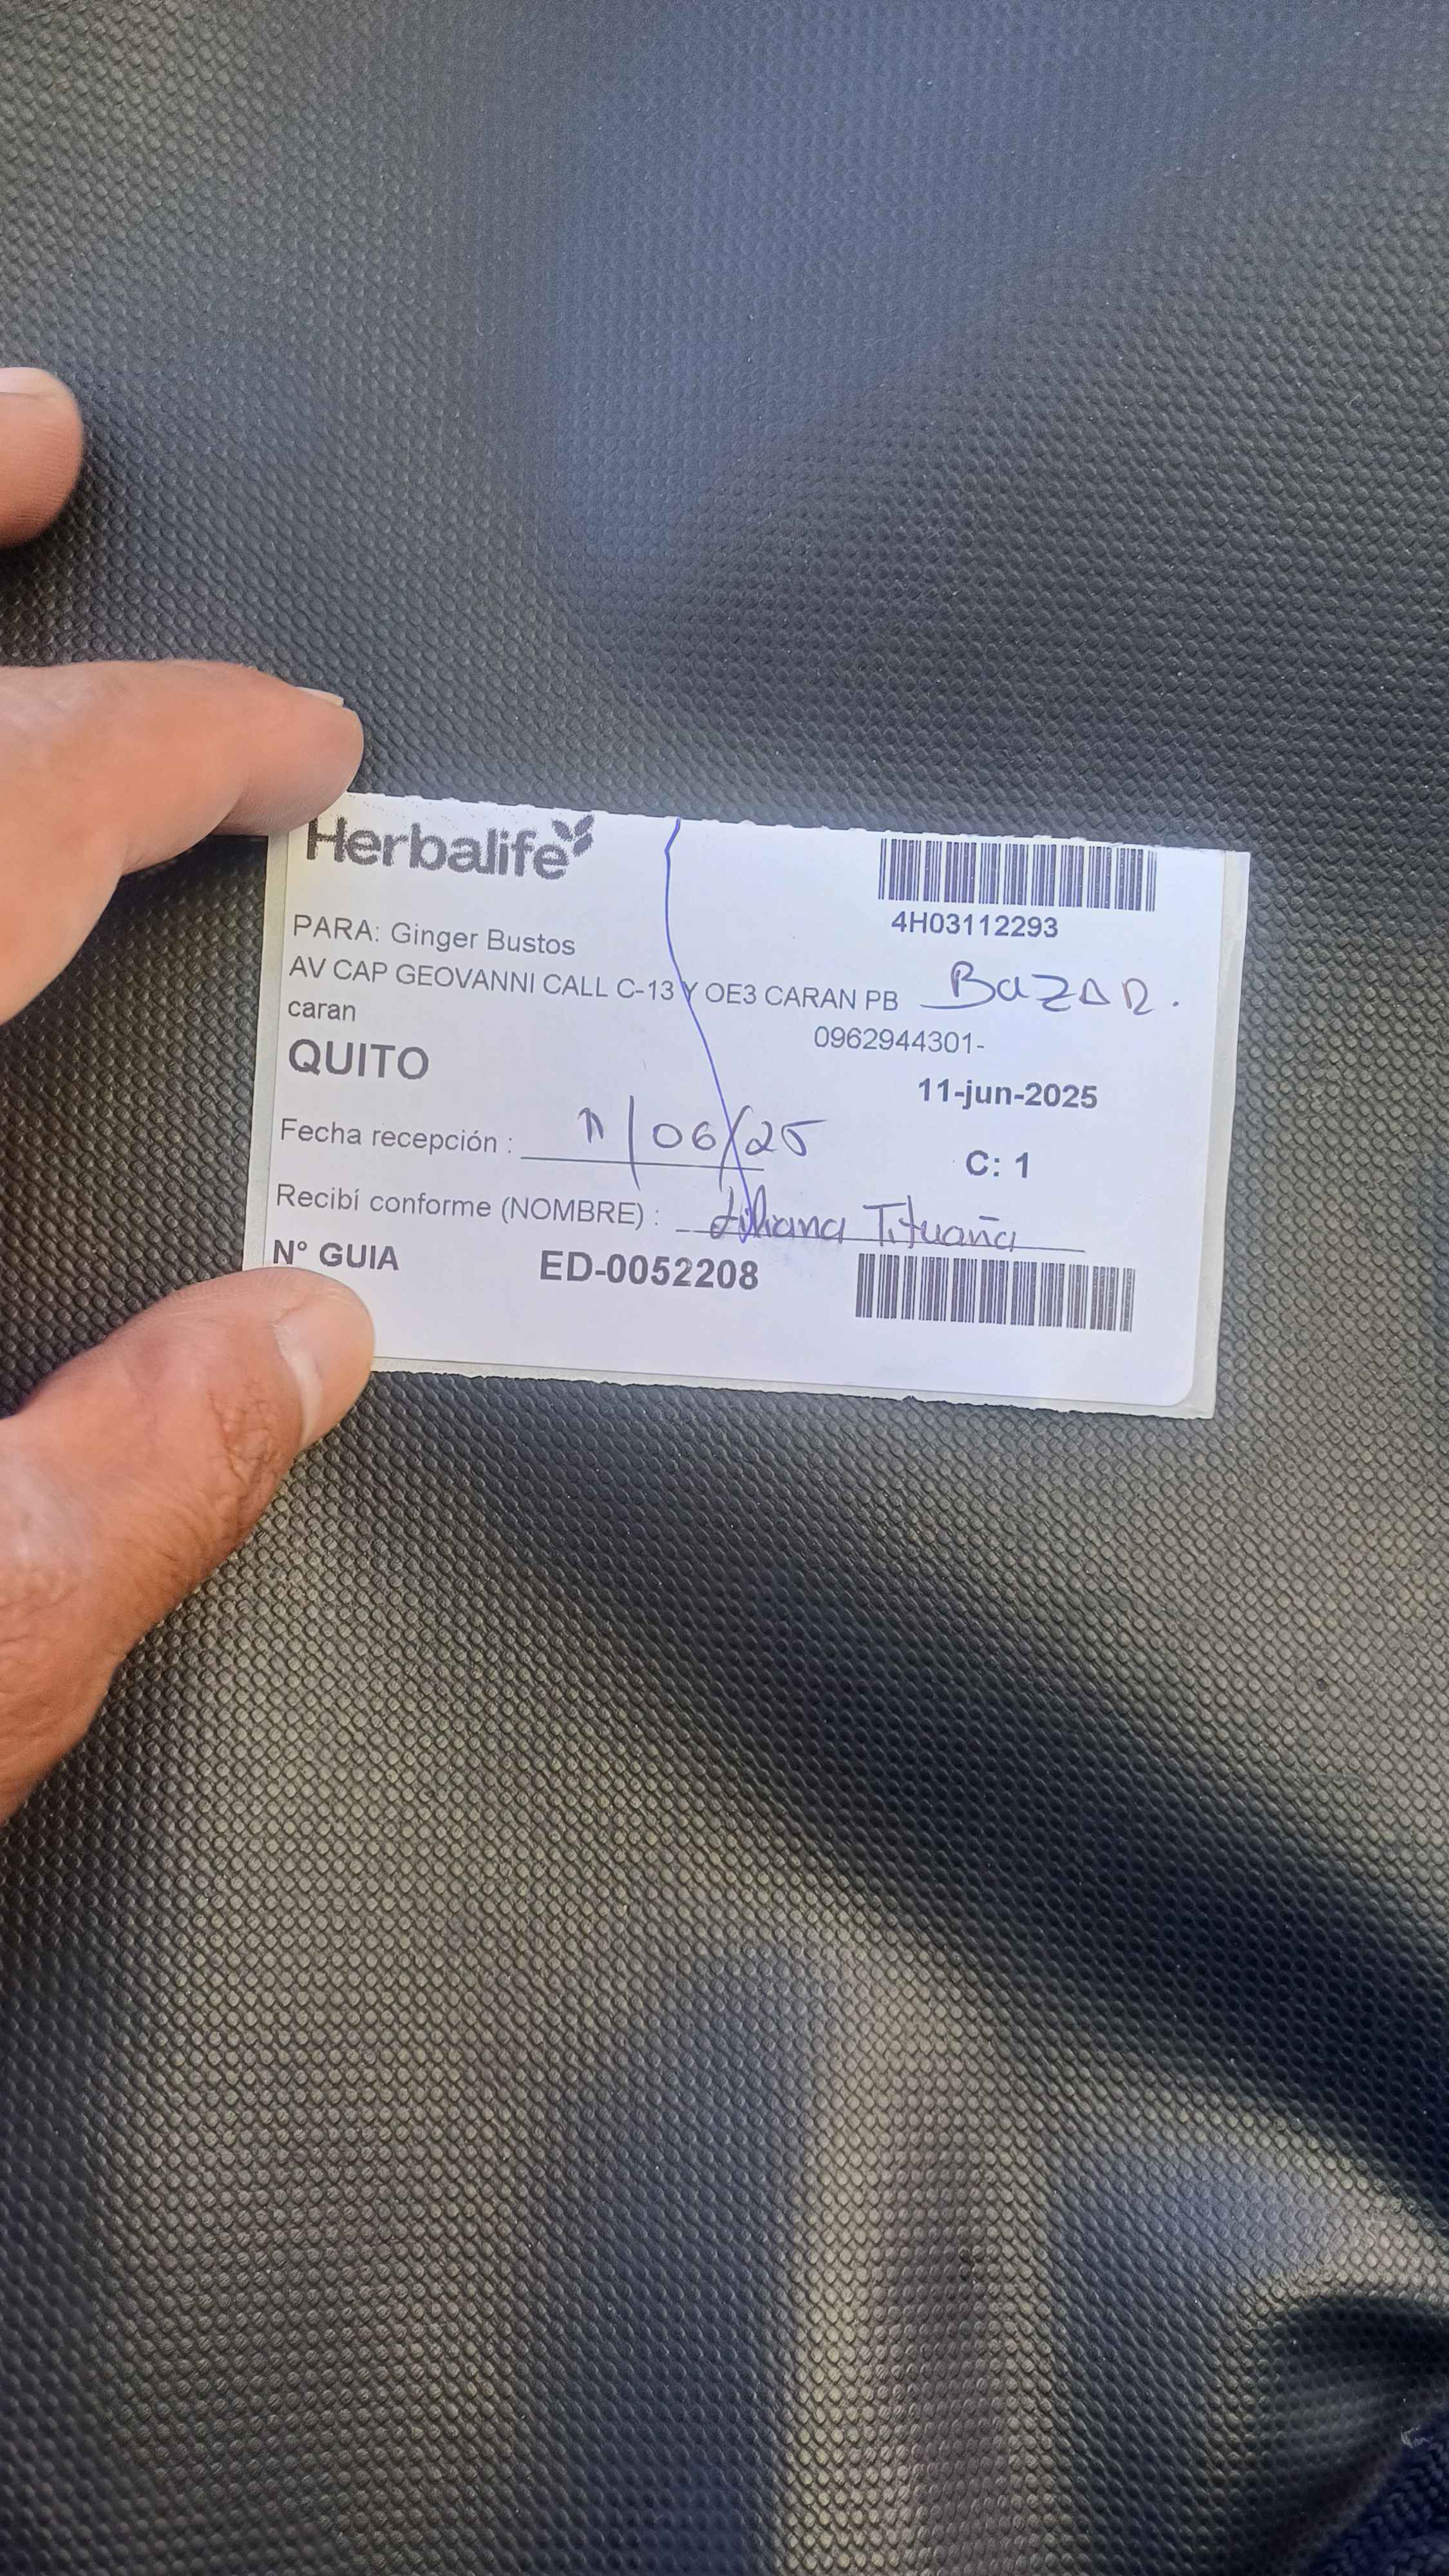 Herbalife
4H03112293
PARA: Ginger Bustos
AV CAP GEOVANNI CALL C-13 Y OE3 CARAN PB BaZAR.
caran
0962944301-
QUITO
11-jun-2025
Fecha recepción : 11/06/25
C: 1
Recibí conforme (NOMBRE) : Liliana Tituaña
N° GUIA ED-0052208